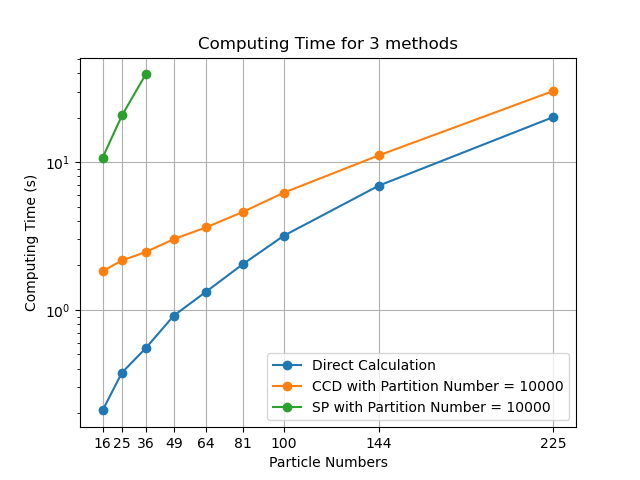 Computing Time for 3 methods
Computing Time (s)
10¹
10⁰
Direct Calculation
CCD with Partition Number = 10000
SP with Partition Number = 10000
16 25 36 49 64 81 100 144 225
Particle Numbers